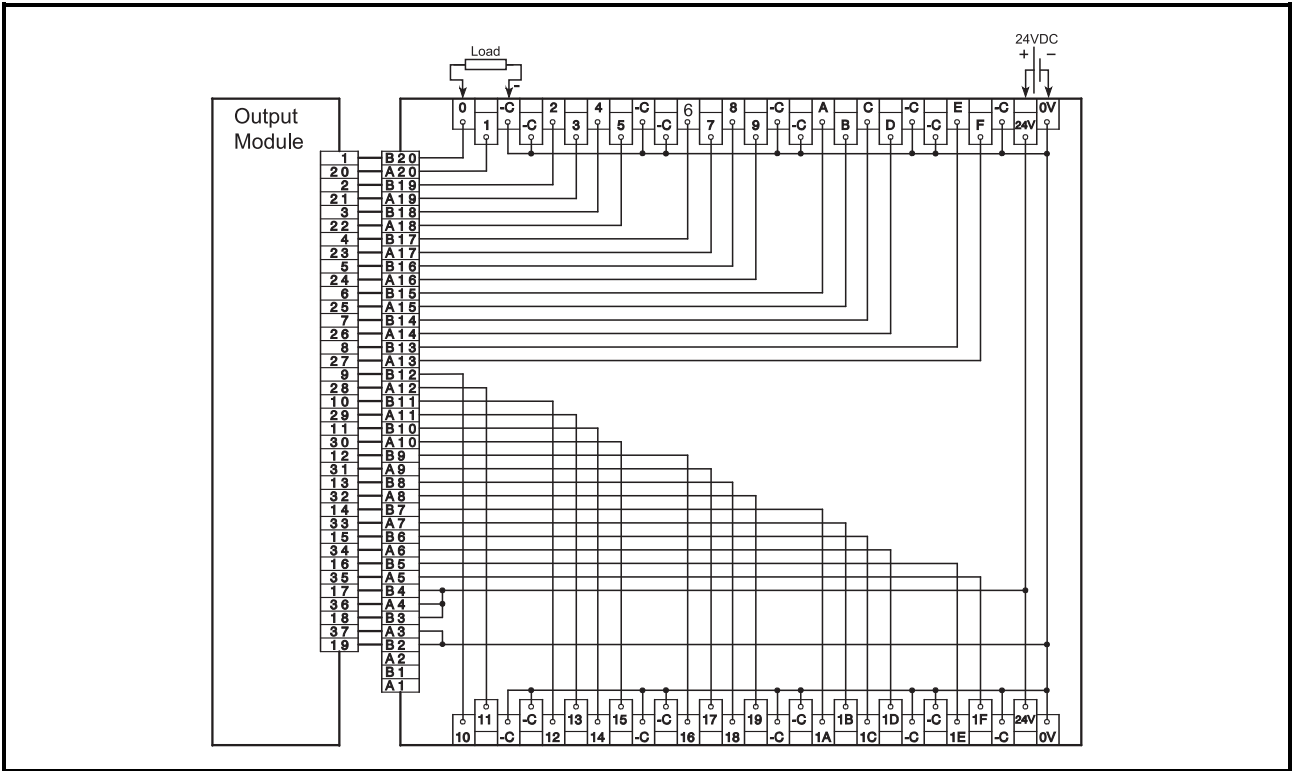 24VDC
+ −
Load
-
Output
Module
0 -C 2 4 -C 6 8 -C A C -C E -C 0V
1 -C 3 5 -C 7 9 -C B D -C F 24V
1 B20
20 A20
2 B19
21 A19
3 B18
22 A18
4 B17
23 A17
5 B16
24 A16
6 B15
25 A15
7 B14
26 A14
8 B13
27 A13
9 B12
28 A12
10 B11
29 A11
11 B10
30 A10
12 B9
31 A9
13 B8
32 A8
14 B7
33 A7
15 B6
34 A6
16 B5
35 A5
17 B4
36 A4
18 B3
37 A3
19 B2
A2
B1
A1
11 -C 13 15 -C 17 19 -C 1B 1D -C 1F 24V
10 -C 12 14 -C 16 18 -C 1A 1C -C 1E -C 0V